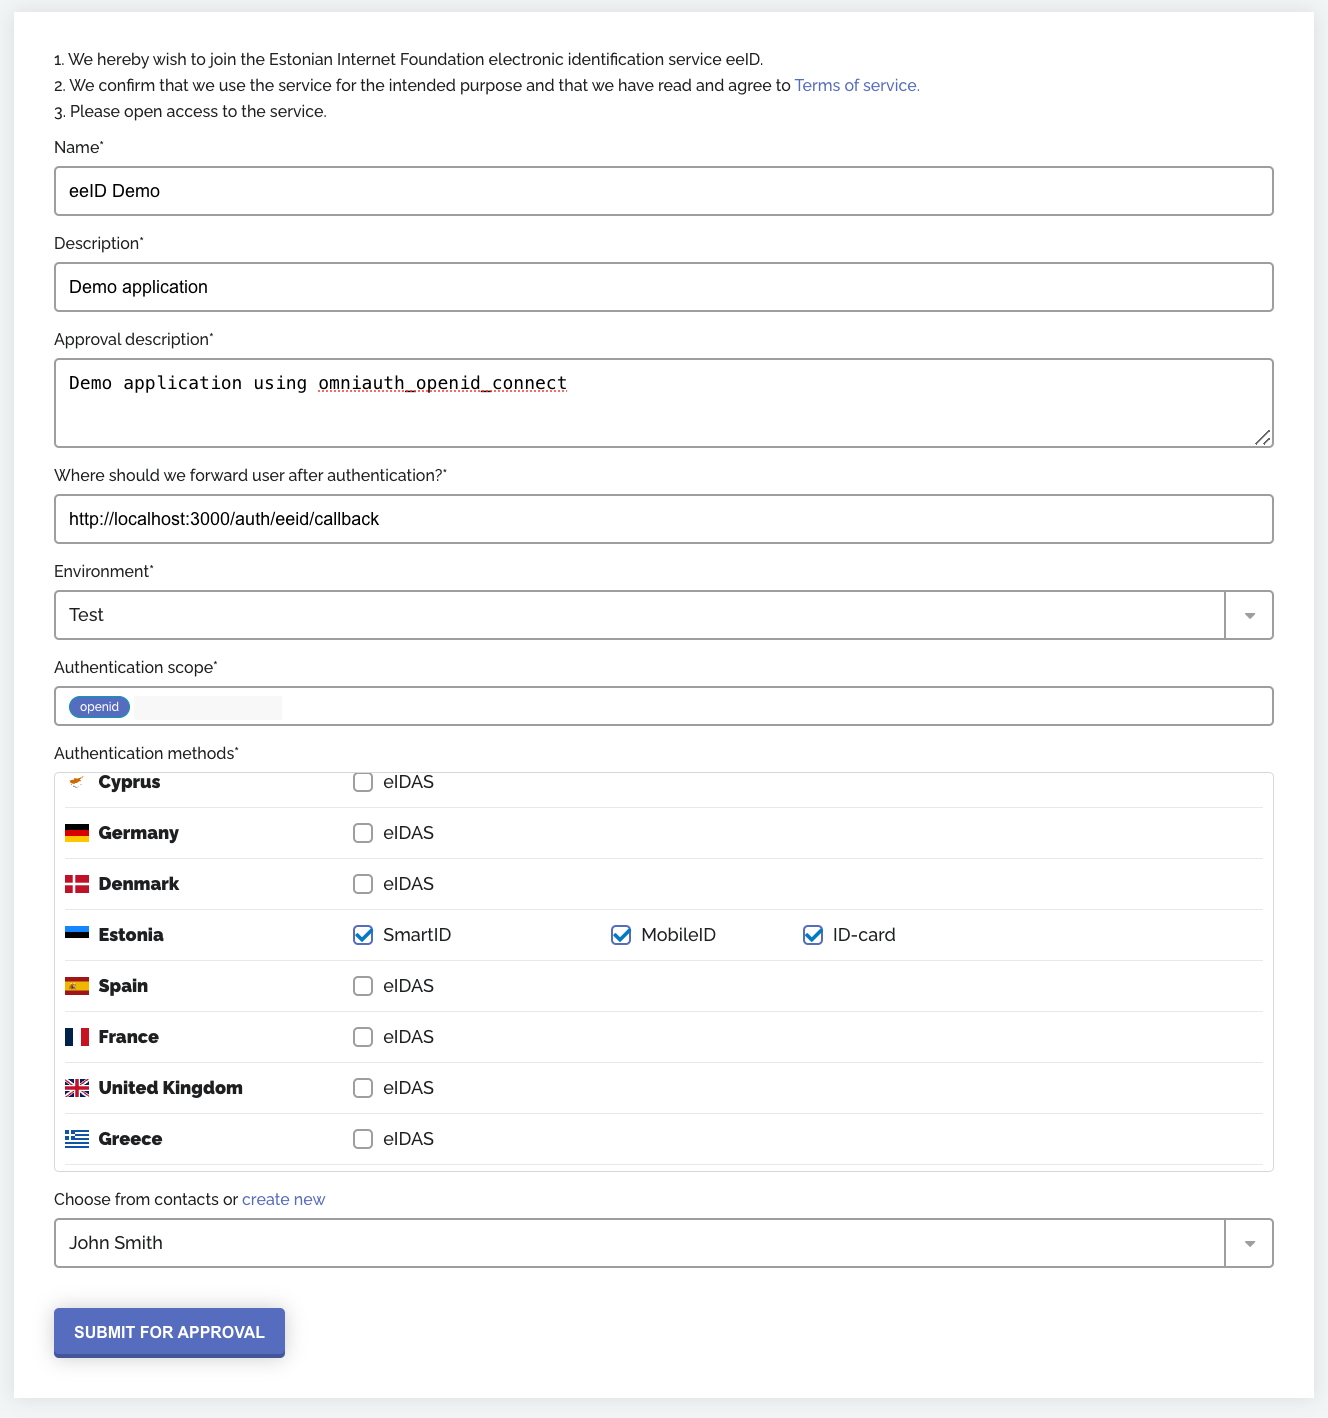 1. We hereby wish to join the Estonian Internet Foundation electronic identification service eeID.
2. We confirm that we use the service for the intended purpose and that we have read and agree to Terms of service.
3. Please open access to the service.
Name*
eeID Demo
Description*
Demo application
Approval description*
Demo application using omniauth_openid_connect
Where should we forward user after authentication?*
http://localhost:3000/auth/eeid/callback
Environment*
Test
Authentication scope*
openid
Authentication methods*
Cyprus eIDAS
Germany eIDAS
Denmark eIDAS
Estonia SmartID MobileID ID-card
Spain eIDAS
France eIDAS
United Kingdom eIDAS
Greece eIDAS
Choose from contacts or create new
John Smith
SUBMIT FOR APPROVAL